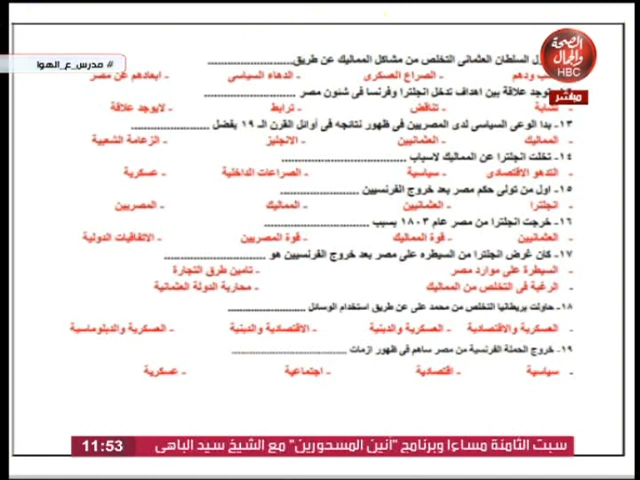 الصحة
والجمال
HBC
مباشر
# مدرس_ع_الهوا
ل السلطان العثمانى التخلص من مشاكل المماليك عن طريق..............................
ب ودهم - الصراع العسكرى - الدهاء السياسى - ابعادهم عن مصر
وجد علاقة بين اهداف تدخل انجلترا وفرنسا فى شئون مصر ..............................
تشابة - تناقض - ترابط - لايوجد علاقة
١٣- بدا الوعى السياسى لدى المصريين فى ظهور نتائجه فى أوائل القرن الـ ١٩ بفضل ....................
- المماليك - العثمانيين - الانجليز - الزعامة الشعبية
١٤- تخلت انجلترا عن المماليك لاسباب ..............................
- التدهو الاقتصادى - سياسية - الصراعات الداخلية - عسكرية
١٥- اول من تولى حكم مصر بعد خروج الفرنسيين ..............................
- انجلترا - العثمانيين - المماليك - المصريين
١٦- خرجت انجلترا من مصر عام ١٨٠٣ بسبب ..............................
- العثمانيين - قوة المماليك - قوة المصريين - الاتفاقيات الدولية
١٧- كان غرض انجلترا من السيطره على مصر بعد خروج الفرنسيين هو ..............................
- السيطرة على موارد مصر - تامين طرق التجارة
- الرغبة فى التخلص من المماليك - محاربة الدولة العثمانية
١٨- حاولت بريطانيا التخلص من محمد على عن طريق استخدام الوسائل ....................
- العسكرية والاقتصادية - العسكرية والدينية - الاقتصادية والدينية - العسكرية والدبلوماسية
١٩- خروج الحملة الفرنسية من مصر ساهم فى ظهور ازمات ..............................
- سياسية - اقتصادية - اجتماعية - عسكرية
سبت الثامنة مساءا وبرنامج "أنين المسحورين" مع الشيخ سيد الباهى
11:53